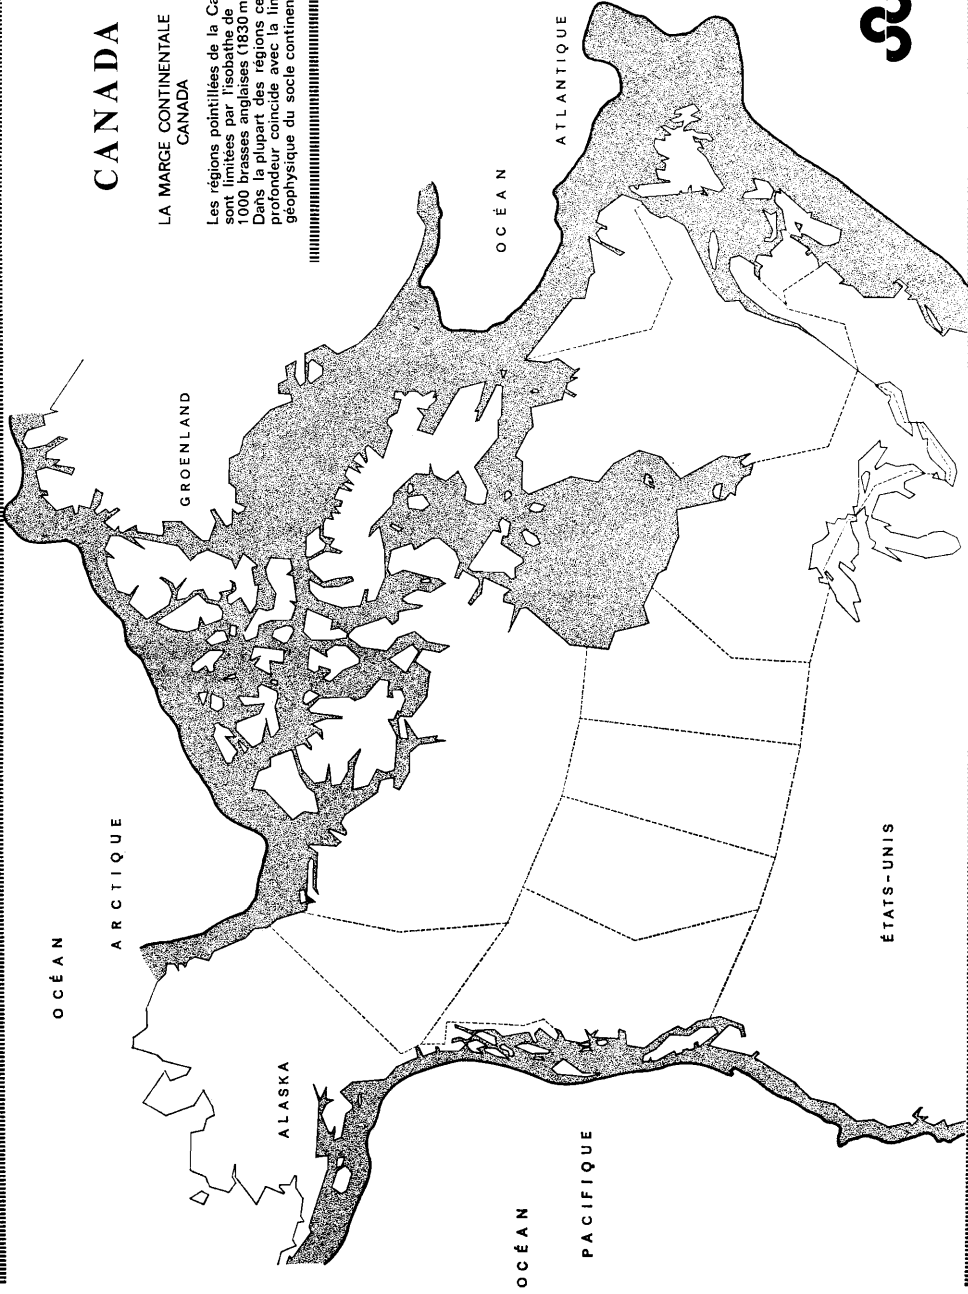 CANADA
LA MARGE CONTINENTALE
CANADA
Les régions pointillées de la
sont limitées par l'isobathe de
1000 brasses anglaises (1830
Dans la plupart des régions
profondeur coïncide avec la
géophysique du socle
OCÉAN
ATLANTIQUE
GROENLAND
OCÉAN
ARCTIQUE
ALASKA
OCÉAN
PACIFIQUE
ÉTATS-UNIS